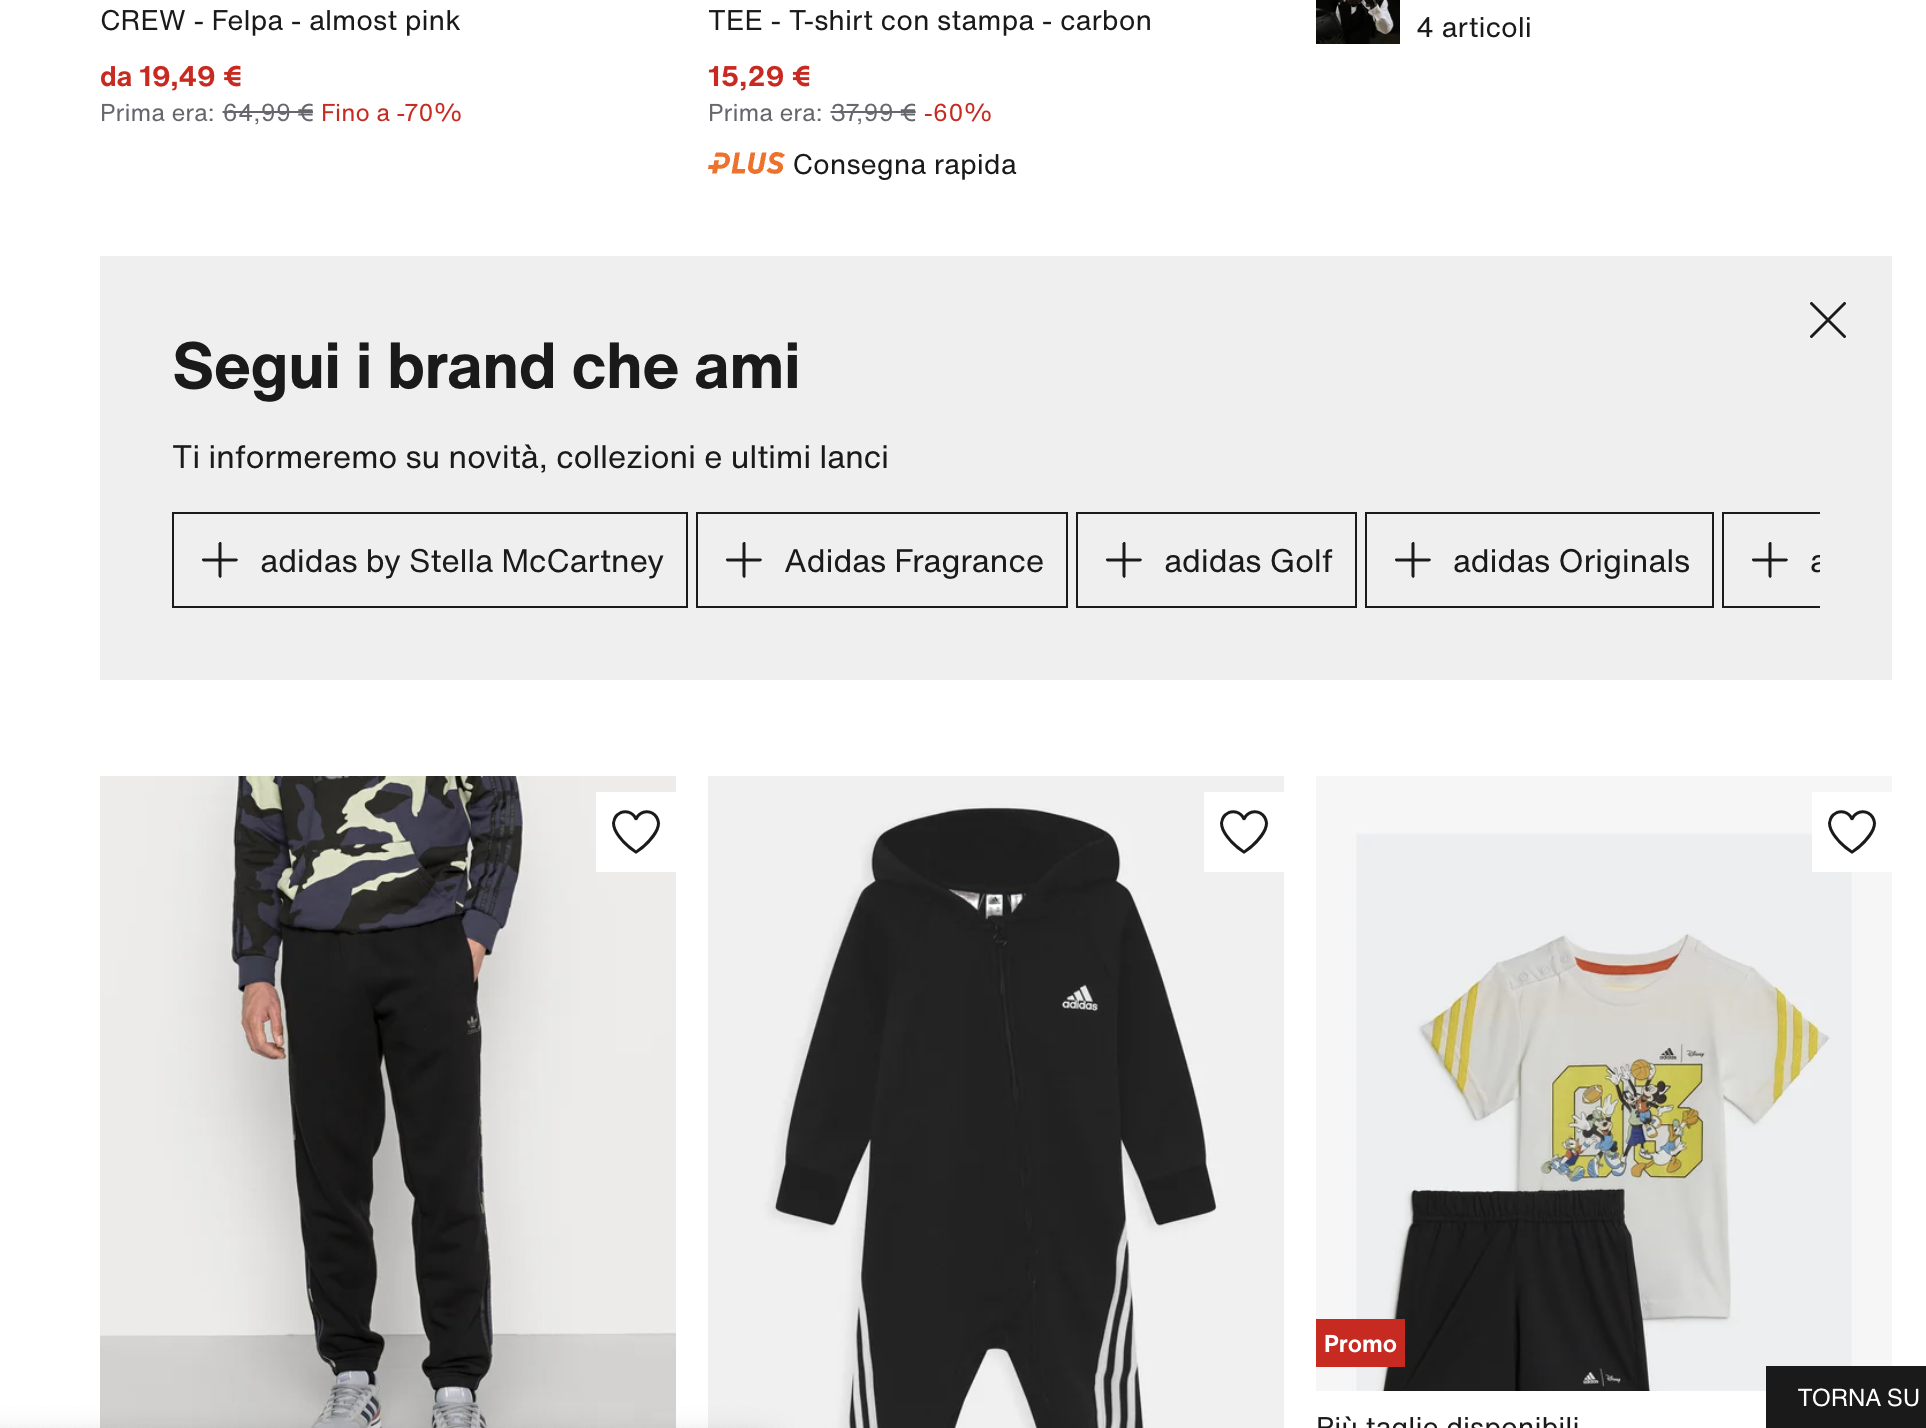 CREW - Felpa - almost pink
da 19,49 €
Prima era: 64,99 € Fino a -70%
TEE - T-shirt con stampa - carbon
15,29 €
Prima era: 37,99 € -60%
PLUS Consegna rapida
4 articoli
Segui i brand che ami
Ti informeremo su novità, collezioni e ultimi lanci
adidas by Stella McCartney
Adidas Fragrance
adidas Golf
adidas Originals
adidas
adidas
Disney
03
Promo
Più taglie disponibili
TORNA SU